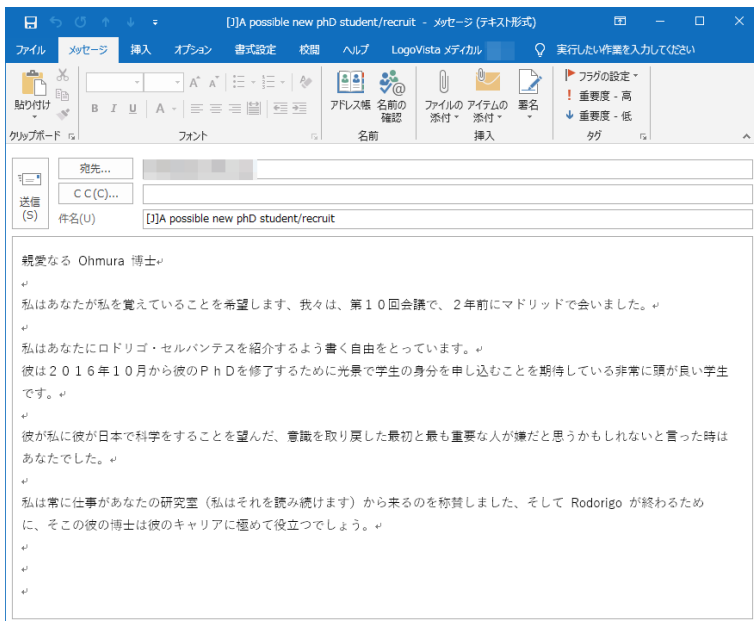 [J]A possible new phD student/recruit - メッセージ (テキスト形式)
ファイル メッセージ 挿入 オプション 書式設定 校閲 ヘルプ LogoVista メディカル 実行したい作業を入力してください
貼り付け
クリップボード
A A
B I U A
フォント
アドレス帳 名前の確認
名前
ファイルの添付 アイテムの添付 署名
挿入
フラグの設定
! 重要度 - 高
重要度 - 低
タグ
送信(S)
宛先...
C C(C)...
件名(U) [J]A possible new phD student/recruit
親愛なる Ohmura 博士
私はあなたが私を覚えていることを希望します、我々は、第10回会議で、2年前にマドリッドで会いました。
私はあなたにロドリゴ・セルバンテスを紹介するよう書く自由をとっています。
彼は2016年10月から彼のPhDを修了するために光景で学生の身分を申し込むことを期待している非常に頭が良い学生
です。
彼が私に彼が日本で科学をすることを望んだ、意識を取り戻した最初と最も重要な人が嫌だと思うかもしれないと言った時は
あなたでした。
私は常に仕事があなたの研究室（私はそれを読み続けます）から来るのを称賛しました、そして Rodorigo が終わるため
に、そこの彼の博士は彼のキャリアに極めて役立つでしょう。